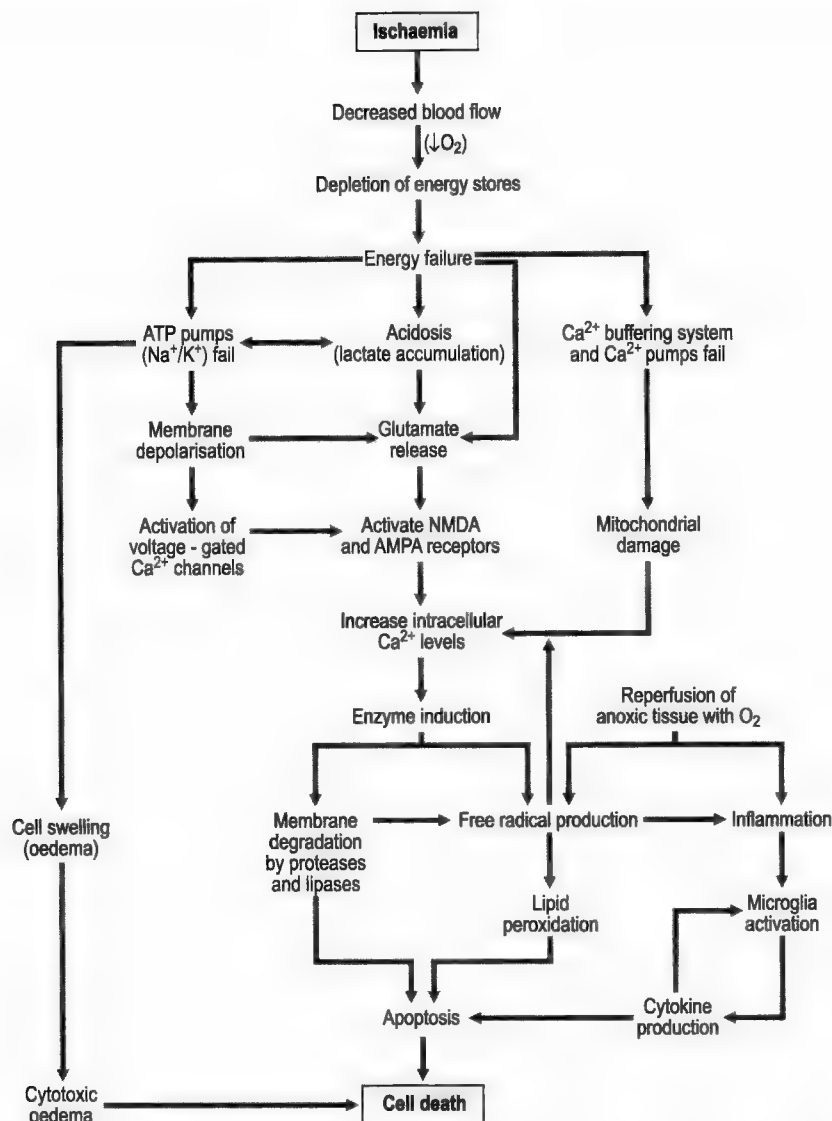 Ischaemia
Decreased blood flow
(↓O₂)
Depletion of energy stores
Energy failure
ATP pumps
(Na⁺/K⁺) fail
Acidosis
(lactate accumulation)
Ca²⁺ buffering system
and Ca²⁺ pumps fail
Membrane
depolarisation
Glutamate
release
Activation of
voltage - gated
Ca²⁺ channels
Activate NMDA
and AMPA receptors
Mitochondrial
damage
Increase intracellular
Ca²⁺ levels
Enzyme induction
Reperfusion of
anoxic tissue with O₂
Cell swelling
(oedema)
Membrane
degradation
by proteases
and lipases
Free radical production
Inflammation
Lipid
peroxidation
Microglia
activation
Apoptosis
Cytokine
production
Cytotoxic
oedema
Cell death